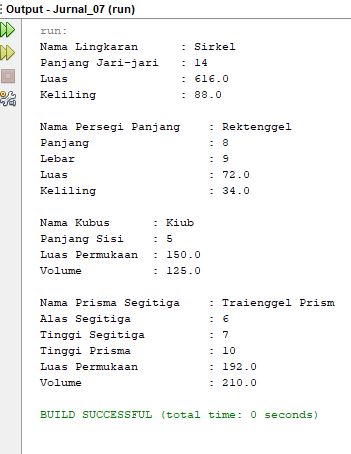 Output - Jurnal_07 (run)
run:
Nama Lingkaran : Sirkel
Panjang Jari-jari : 14
Luas : 616.0
Keliling : 88.0
Nama Persegi Panjang : Rektenggel
Panjang : 8
Lebar : 9
Luas : 72.0
Keliling : 34.0
Nama Kubus : Kiub
Panjang Sisi : 5
Luas Permukaan : 150.0
Volume : 125.0
Nama Prisma Segitiga : Traienggel Prism
Alas Segitiga : 6
Tinggi Segitiga : 7
Tinggi Prisma : 10
Luas Permukaan : 192.0
Volume : 210.0
BUILD SUCCESSFUL (total time: 0 seconds)